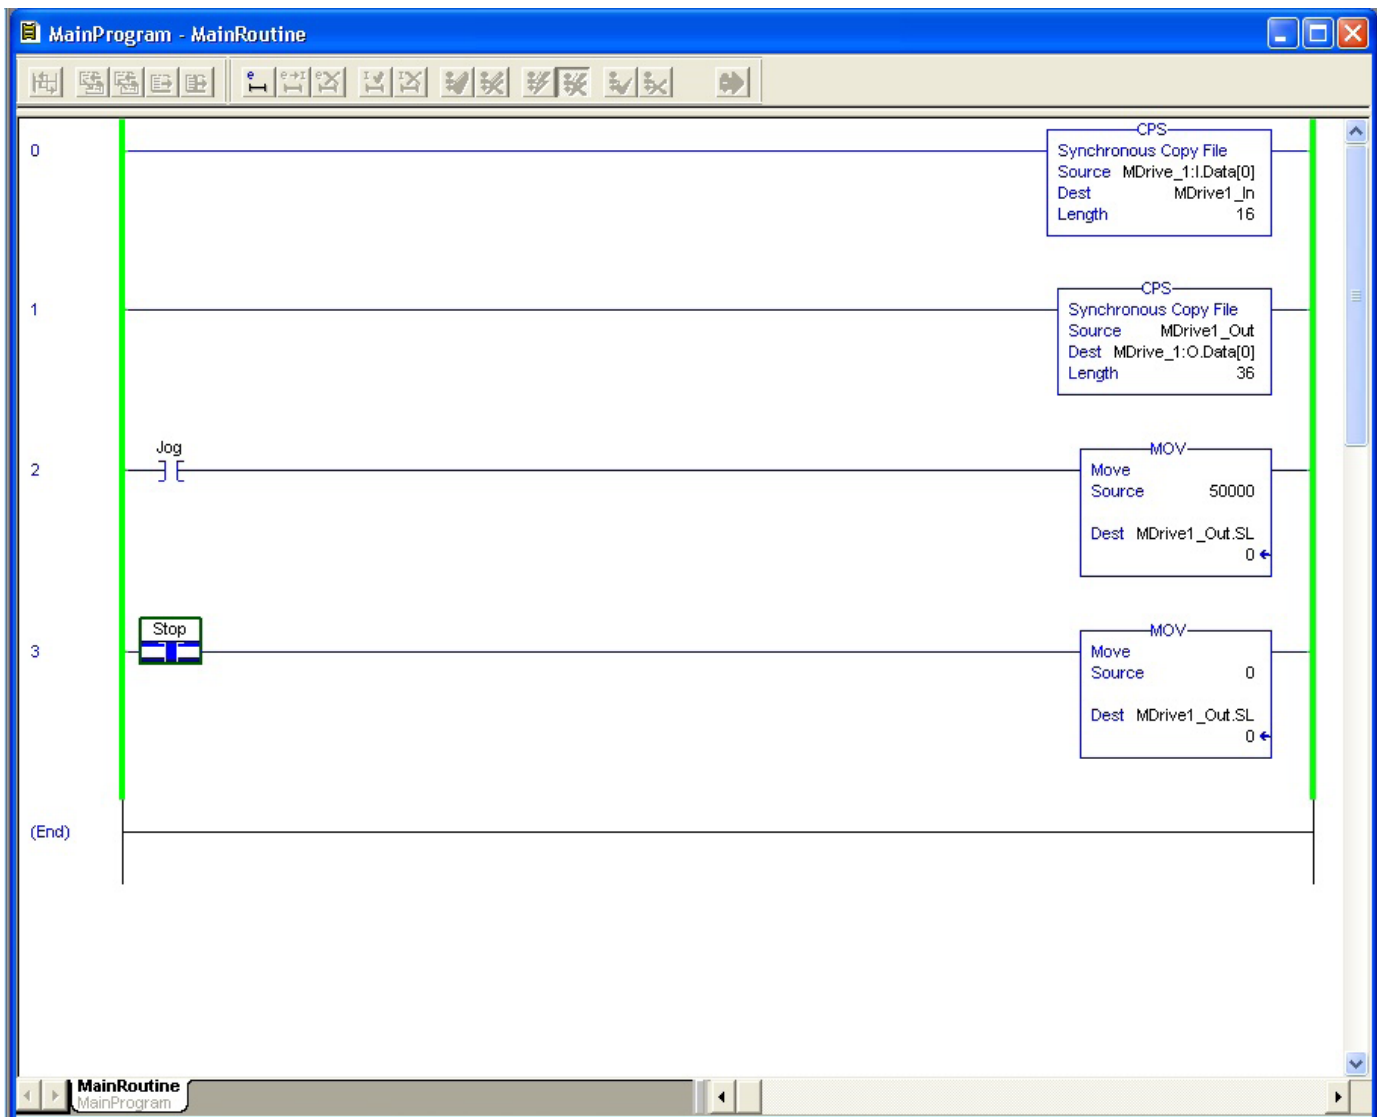 MainProgram - MainRoutine
0
CPS
Synchronous Copy File
Source MDrive_1:I.Data[0]
Dest MDrive1_In
Length 16
1
CPS
Synchronous Copy File
Source MDrive1_Out
Dest MDrive_1:O.Data[0]
Length 36
2
Jog
MOV
Move
Source 50000
Dest MDrive1_Out.SL
0
3
Stop
MOV
Move
Source 0
Dest MDrive1_Out.SL
0
(End)
MainRoutine
MainProgram